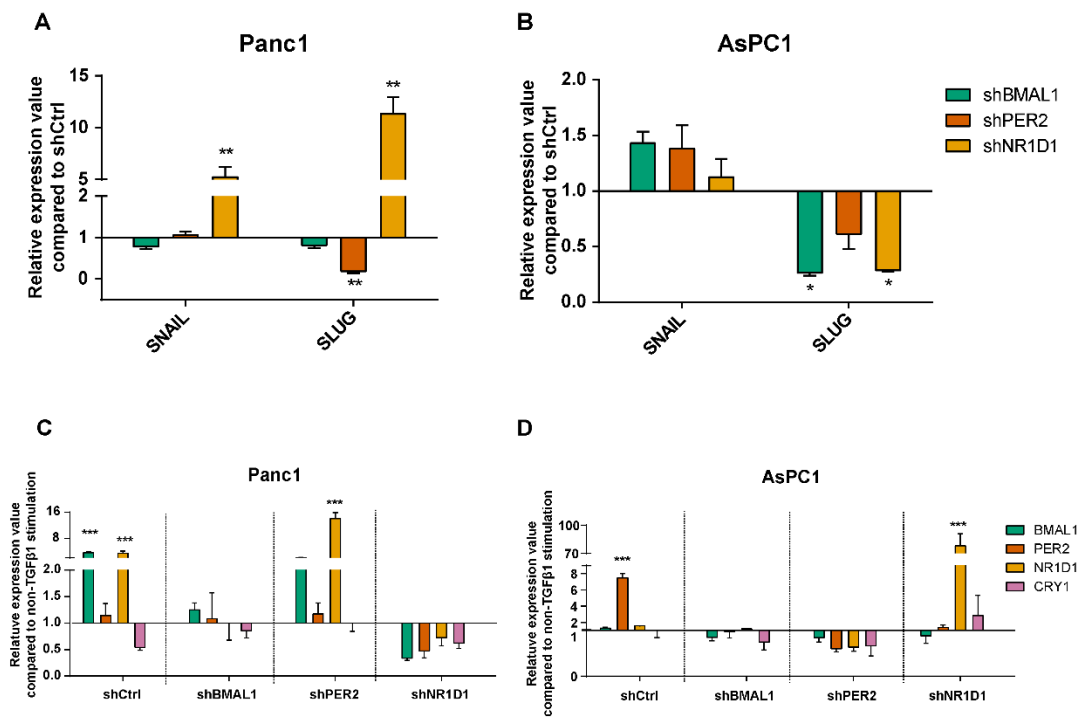 A
Panc1
Relative expression value
compared to shCtrl
15
10
5
2
1
0
**
**
**
SNAIL
SLUG
B
AsPC1
Relative expression value
compared to shCtrl
2.0
1.5
1.0
0.5
0.0
*
*
SNAIL
SLUG
shBMAL1
shPER2
shNR1D1
C
Panc1
Relatuve expression value
compared to non-TGFβ1 stimulation
16
8
2.0
1.0
0.5
0.0
***
***
***
shCtrl
shBMAL1
shPER2
shNR1D1
D
AsPC1
Relatuve expression value
compared to non-TGFβ1 stimulation
100
70
8
6
4
2
1
0
***
***
shCtrl
shBMAL1
shPER2
shNR1D1
BMAL1
PER2
NR1D1
CRY1